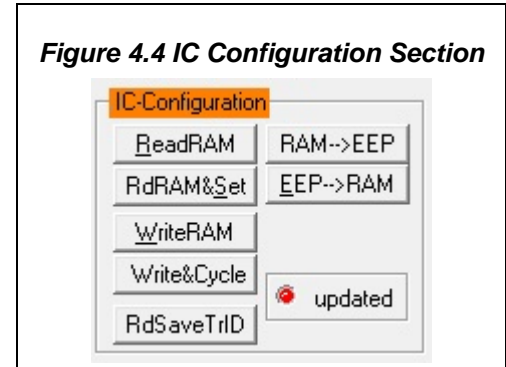 Figure 4.4 IC Configuration Section
IC-Configuration
ReadRAM
RAM-->EEP
RdRAM&Set
EEP-->RAM
WriteRAM
Write&Cycle
updated
RdSaveTrID